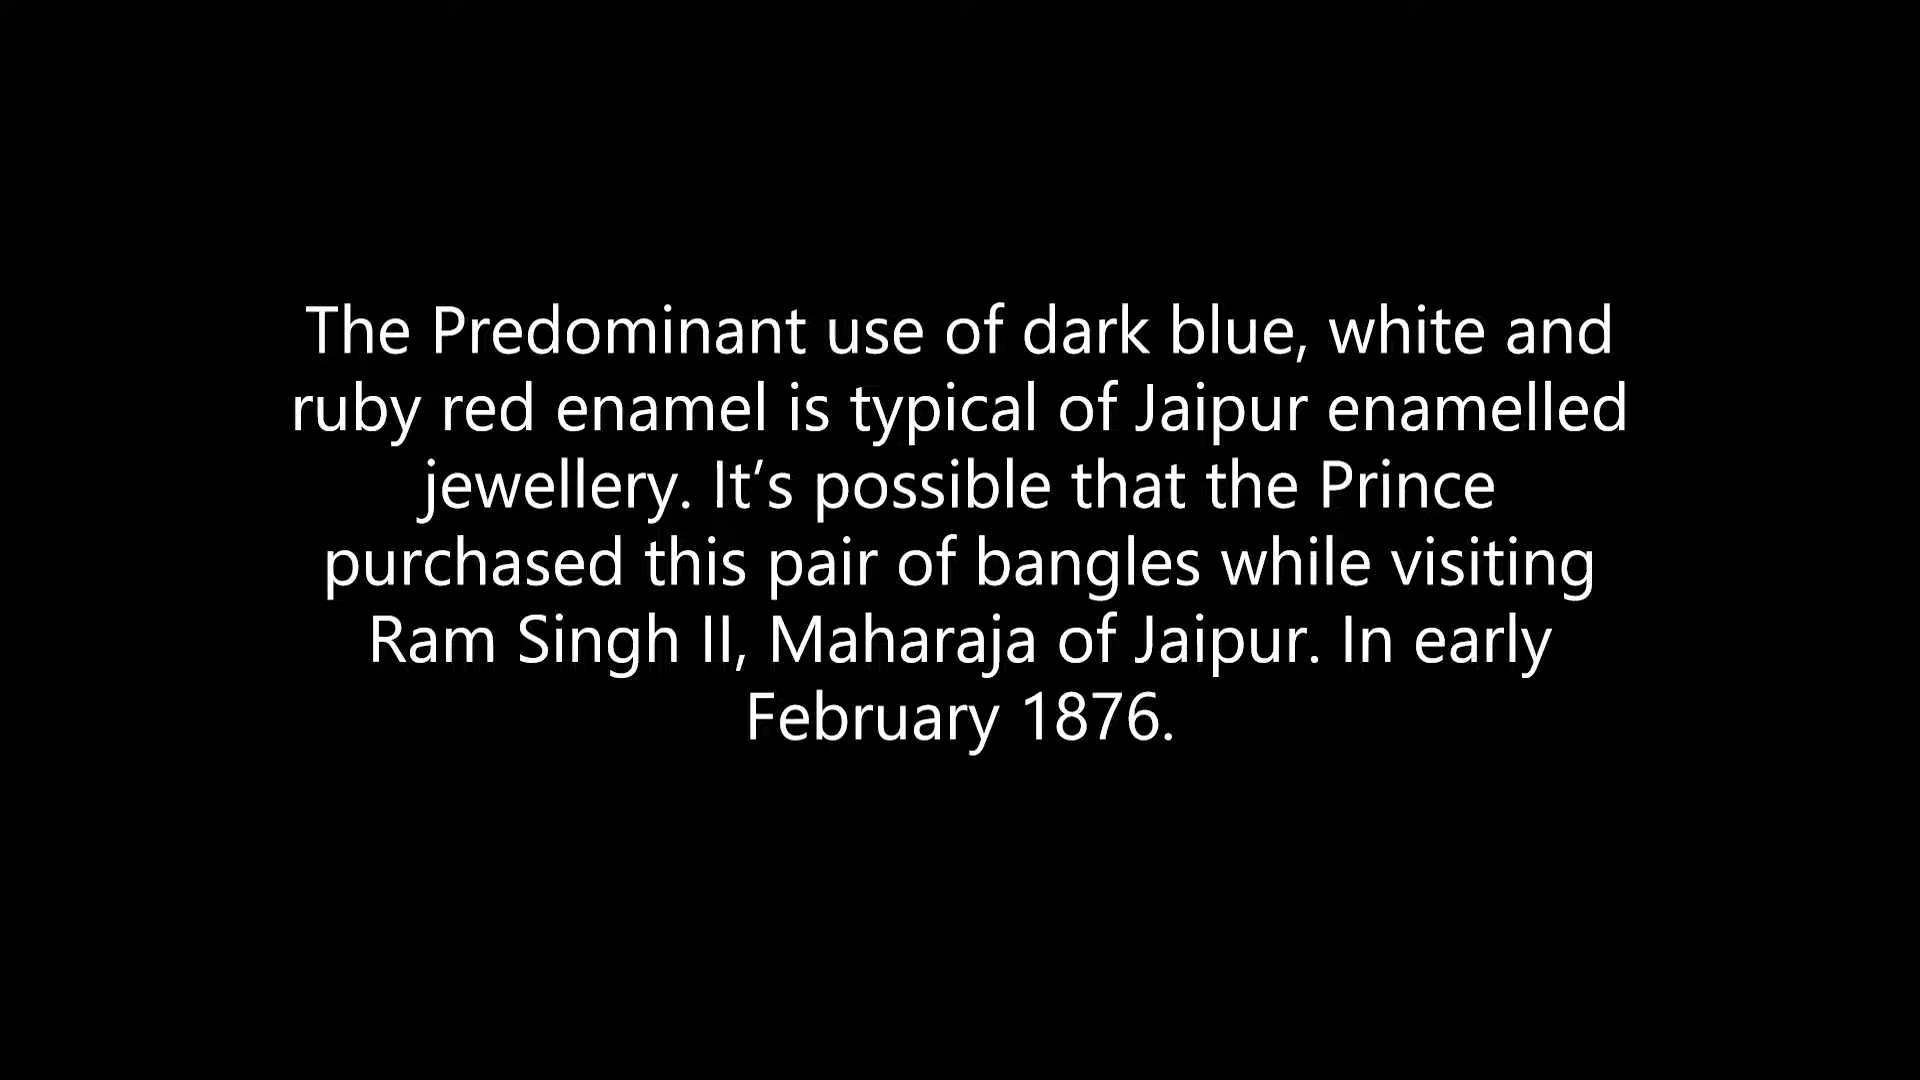 The Predominant use of dark blue, white and
ruby red enamel is typical of Jaipur enamelled
jewellery. It’s possible that the Prince
purchased this pair of bangles while visiting
Ram Singh II, Maharaja of Jaipur. In early
February 1876.